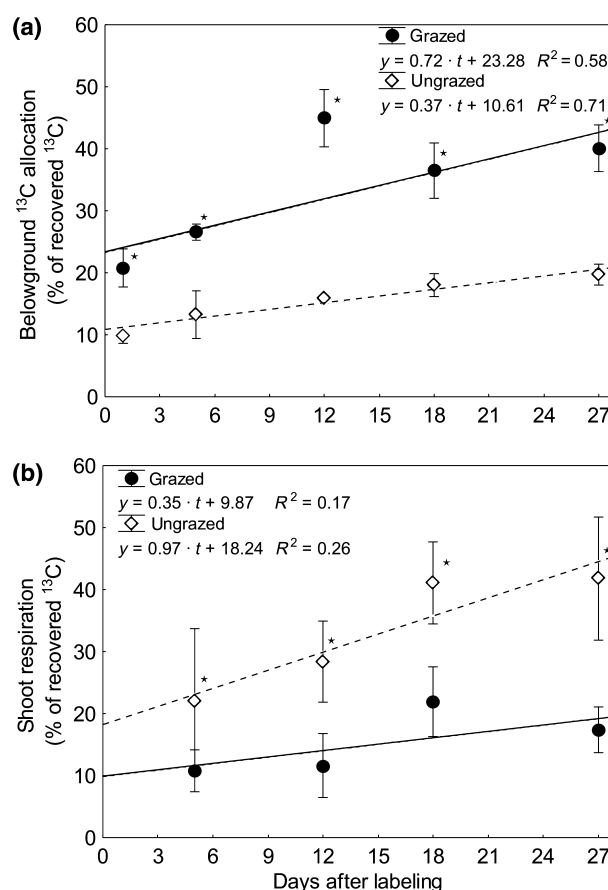 (a)
60
50
40
30
20
10
0
Belowground ¹³C allocation
(% of recovered ¹³C)
Grazed
y = 0.72 · t + 23.28 R² = 0.58
Ungrazed
y = 0.37 · t + 10.61 R² = 0.71
0 3 6 9 12 15 18 21 24 27
(b)
60
50
40
30
20
10
0
Shoot respiration
(% of recovered ¹³C)
Grazed
y = 0.35 · t + 9.87 R² = 0.17
Ungrazed
y = 0.97 · t + 18.24 R² = 0.26
0 3 6 9 12 15 18 21 24 27
Days after labeling